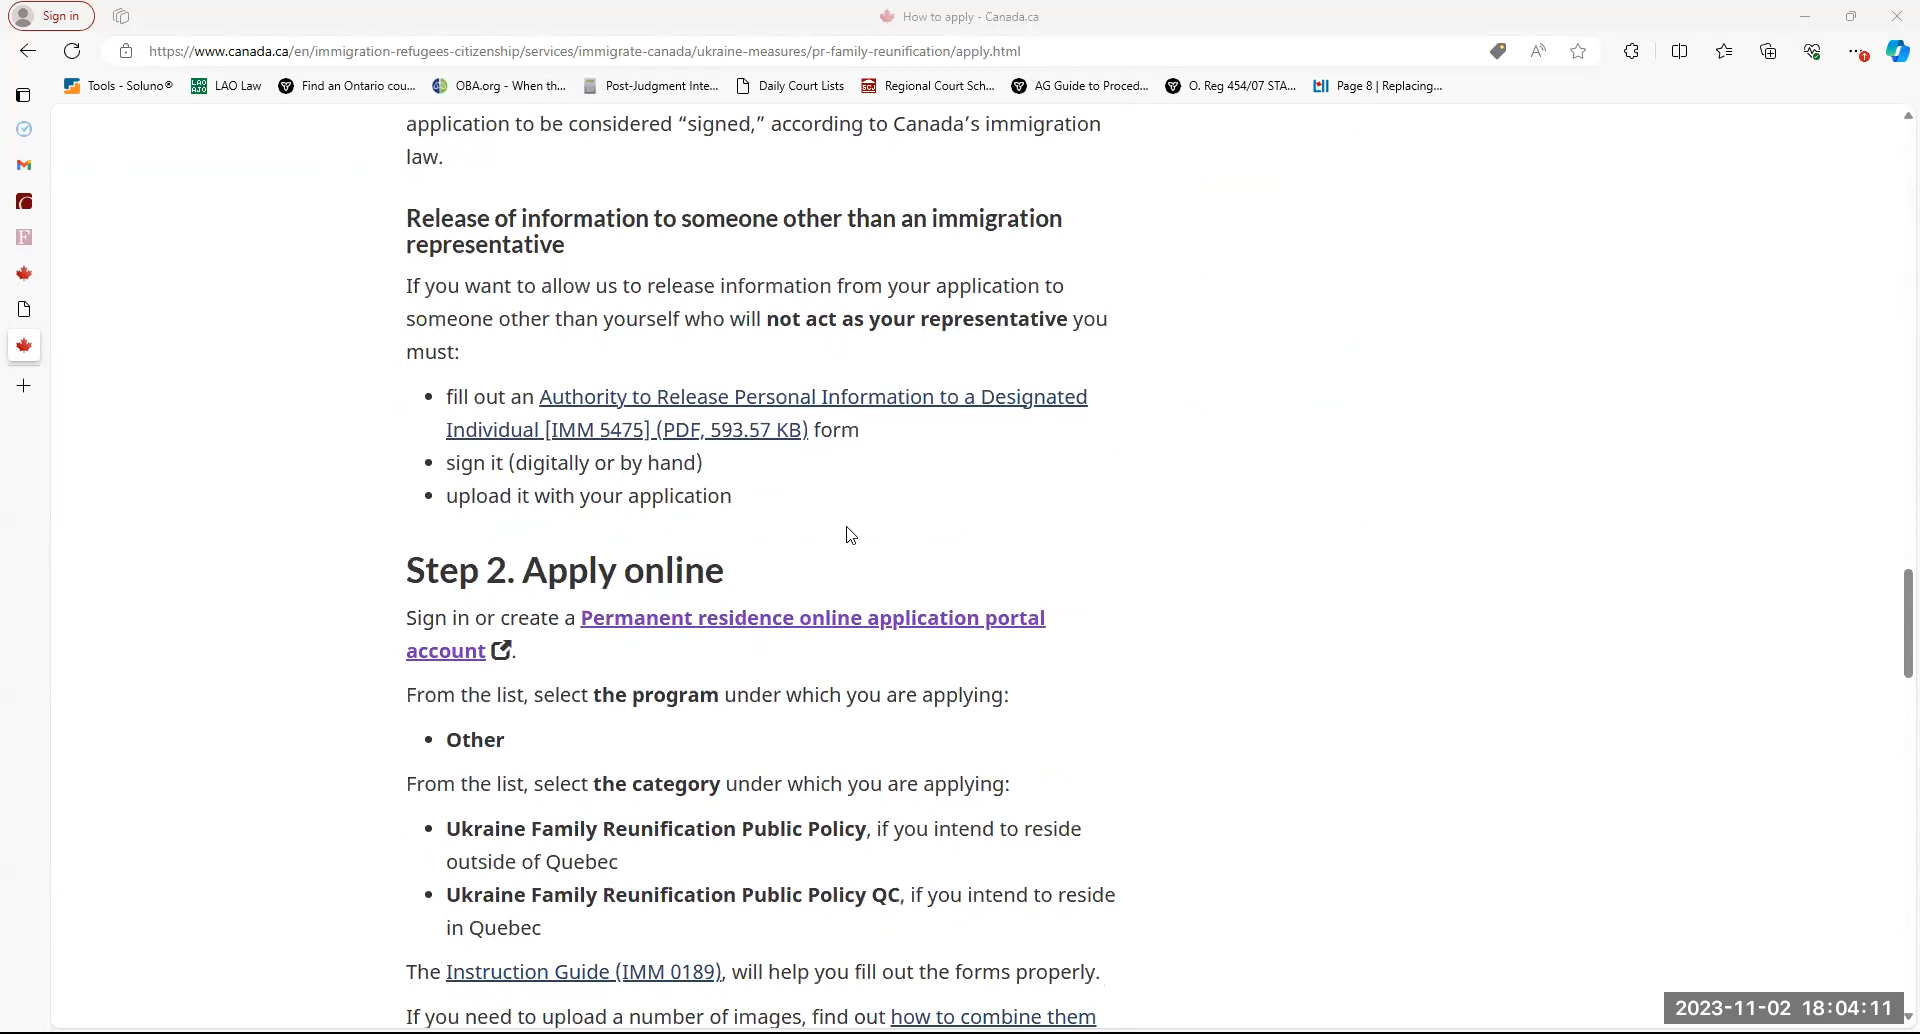 Sign in
How to apply - Canada.ca
https://www.canada.ca/en/immigration-refugees-citizenship/services/immigrate-canada/ukraine-measures/pr-family-reunification/apply.html
Tools - Soluno® LAO Law Find an Ontario cou... OBA.org - When th... Post-Judgment Inte... Daily Court Lists Regional Court Sch... AG Guide to Proced... O. Reg 454/07 STA... Page 8 | Replacing...
application to be considered “signed,” according to Canada’s immigration
law.
Release of information to someone other than an immigration
representative
If you want to allow us to release information from your application to
someone other than yourself who will not act as your representative you
must:
• fill out an Authority to Release Personal Information to a Designated
Individual [IMM 5475] (PDF, 593.57 KB) form
• sign it (digitally or by hand)
• upload it with your application
Step 2. Apply online
Sign in or create a Permanent residence online application portal
account.
From the list, select the program under which you are applying:
• Other
From the list, select the category under which you are applying:
• Ukraine Family Reunification Public Policy, if you intend to reside
outside of Quebec
• Ukraine Family Reunification Public Policy QC, if you intend to reside
in Quebec
The Instruction Guide (IMM 0189), will help you fill out the forms properly.
If you need to upload a number of images, find out how to combine them
2023-11-02 18:04:11